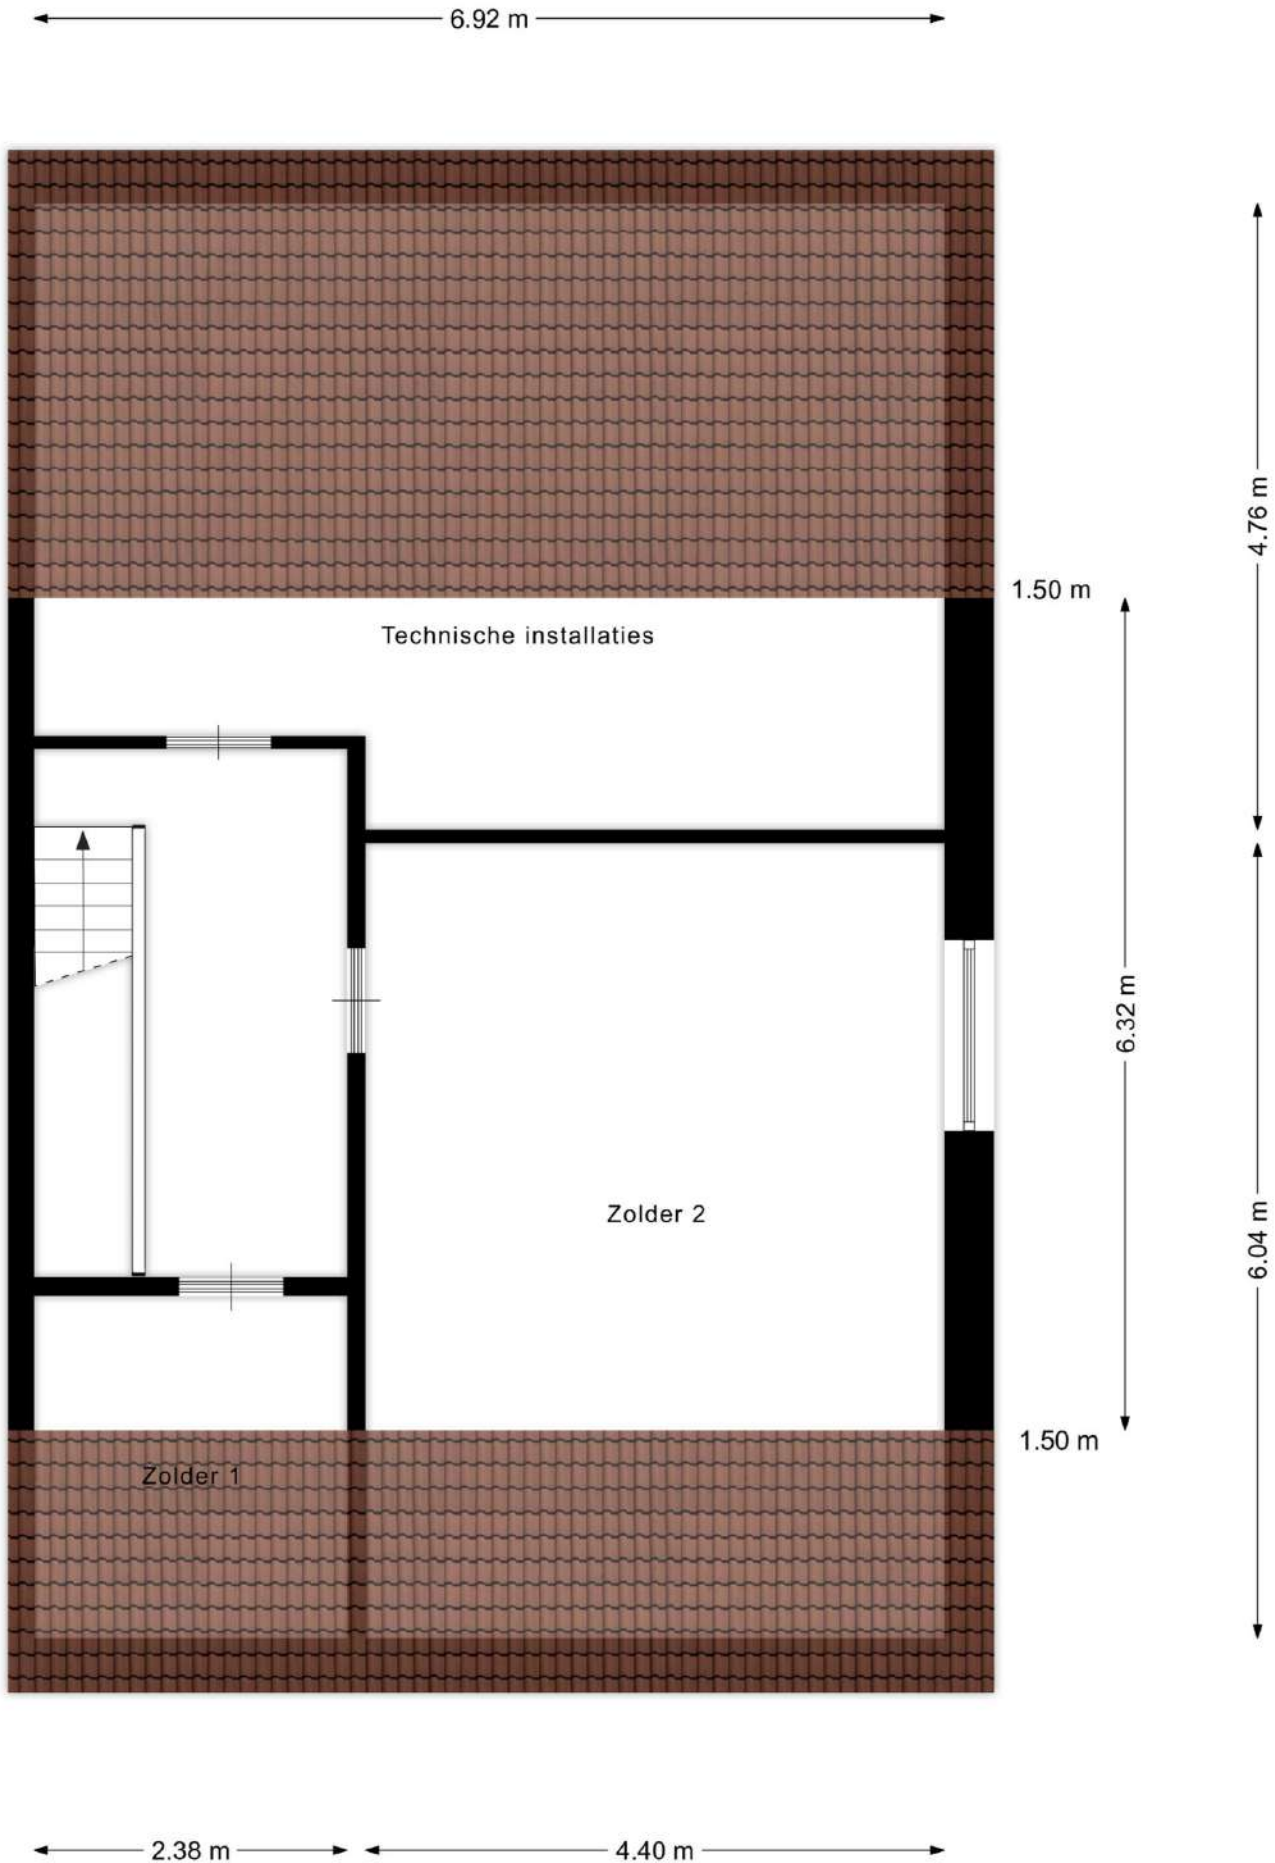 6.92 m
4.76 m
1.50 m
Technische installaties
6.32 m
Zolder 2
6.04 m
1.50 m
Zolder 1
2.38 m
4.40 m